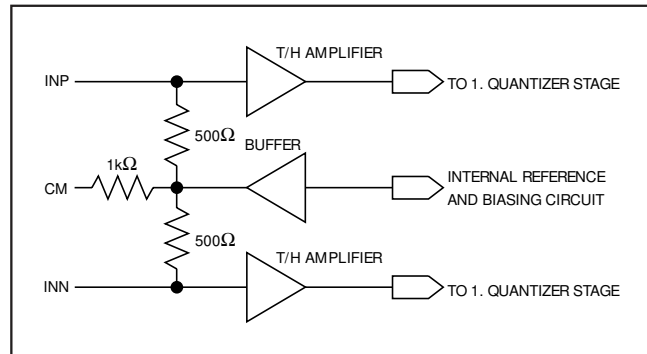 T/H AMPLIFIER
INP
TO 1. QUANTIZER STAGE
500Ω
BUFFER
1kΩ
CM
INTERNAL REFERENCE
AND BIASING CIRCUIT
500Ω
T/H AMPLIFIER
INN
TO 1. QUANTIZER STAGE